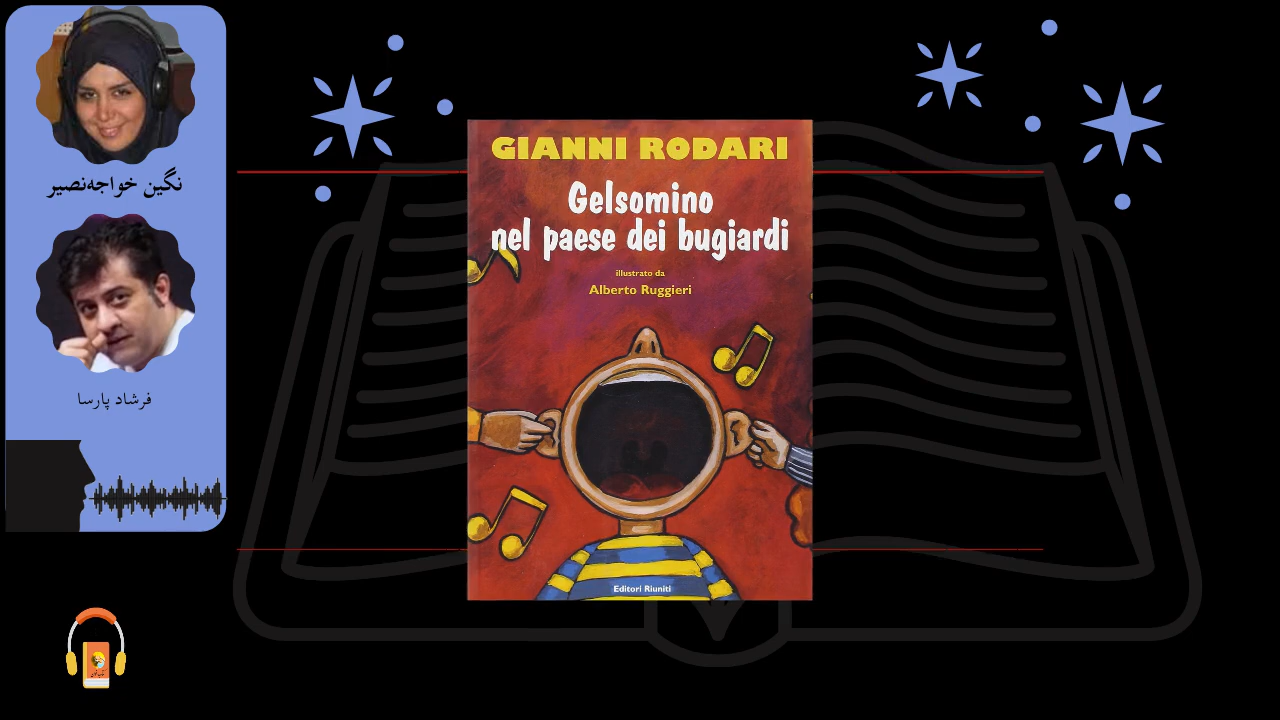 نگین خواجه‌نصیر
فرشاد پارسا
GIANNI RODARI
Gelsomino
nel paese dei bugiardi
illustrato da
Alberto Ruggieri
Editori Riuniti